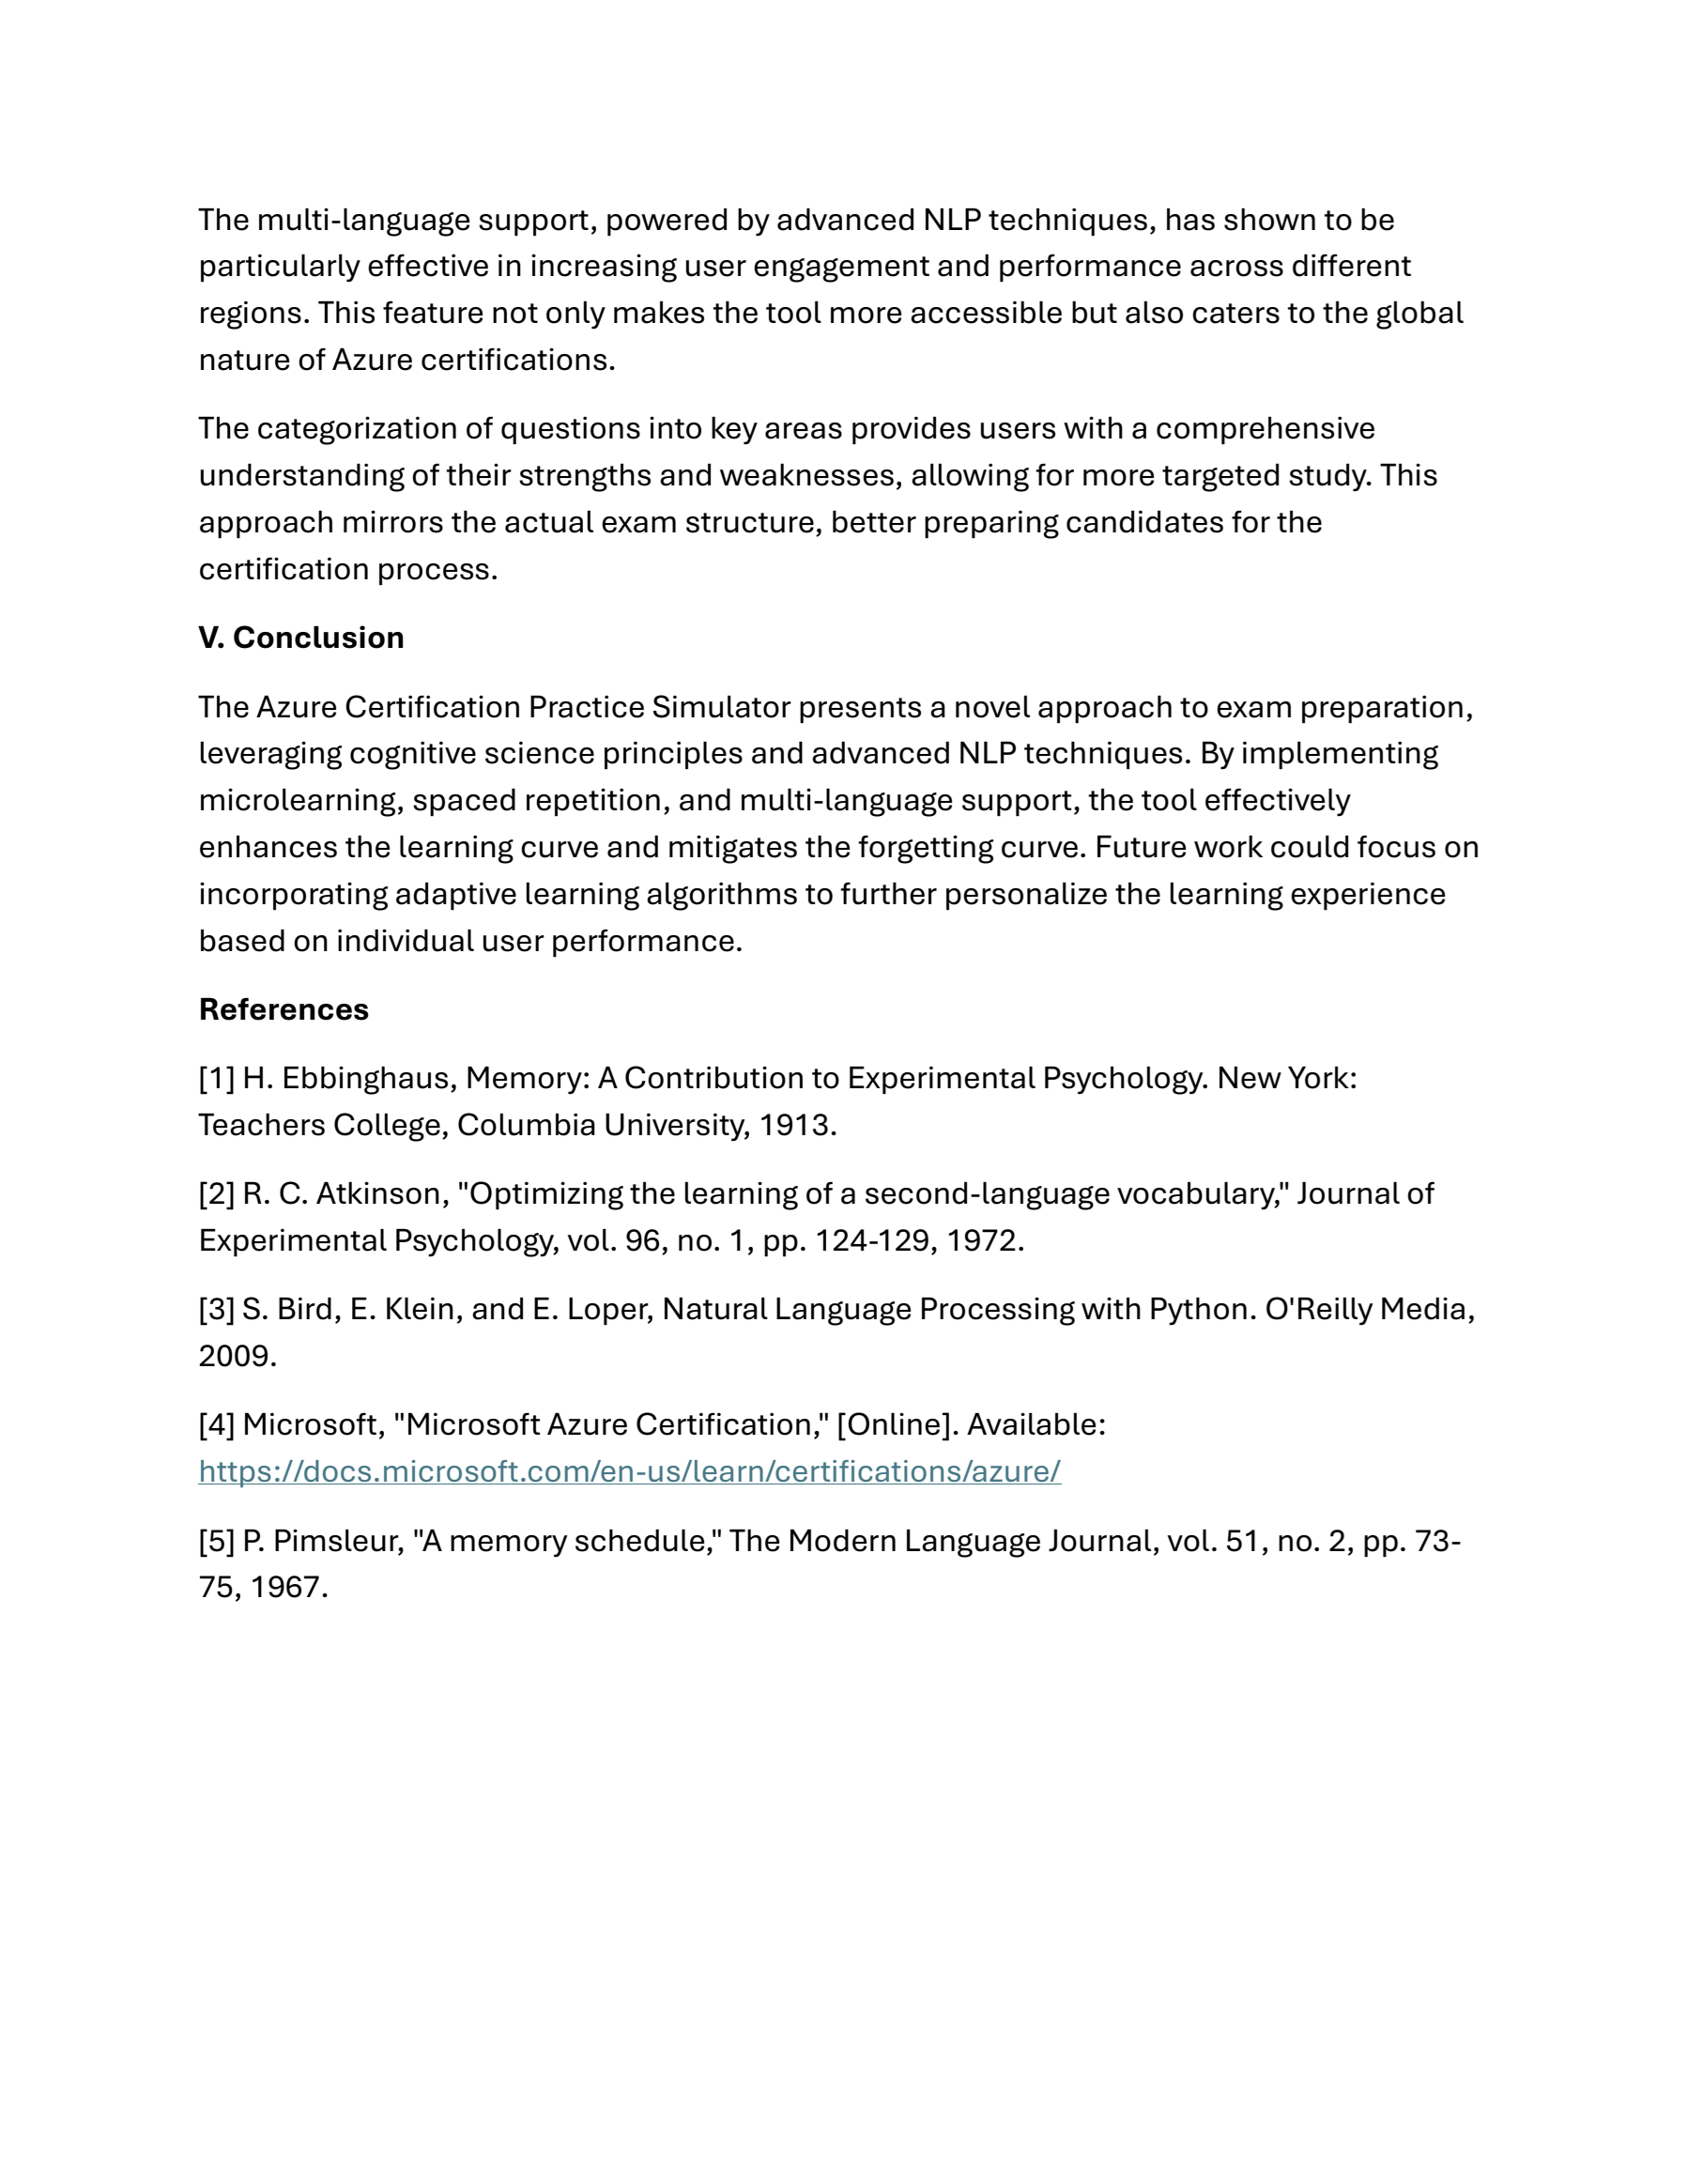 The multi-language support, powered by advanced NLP techniques, has shown to be
particularly effective in increasing user engagement and performance across different
regions. This feature not only makes the tool more accessible but also caters to the global
nature of Azure certifications.
The categorization of questions into key areas provides users with a comprehensive
understanding of their strengths and weaknesses, allowing for more targeted study. This
approach mirrors the actual exam structure, better preparing candidates for the
certification process.
V. Conclusion
The Azure Certification Practice Simulator presents a novel approach to exam preparation,
leveraging cognitive science principles and advanced NLP techniques. By implementing
microlearning, spaced repetition, and multi-language support, the tool effectively
enhances the learning curve and mitigates the forgetting curve. Future work could focus on
incorporating adaptive learning algorithms to further personalize the learning experience
based on individual user performance.
References
[1] H. Ebbinghaus, Memory: A Contribution to Experimental Psychology. New York:
Teachers College, Columbia University, 1913.
[2] R. C. Atkinson, "Optimizing the learning of a second-language vocabulary," Journal of
Experimental Psychology, vol. 96, no. 1, pp. 124-129, 1972.
[3] S. Bird, E. Klein, and E. Loper, Natural Language Processing with Python. O'Reilly Media,
2009.
[4] Microsoft, "Microsoft Azure Certification," [Online]. Available:
https://docs.microsoft.com/en-us/learn/certifications/azure/
[5] P. Pimsleur, "A memory schedule," The Modern Language Journal, vol. 51, no. 2, pp. 73-
75, 1967.